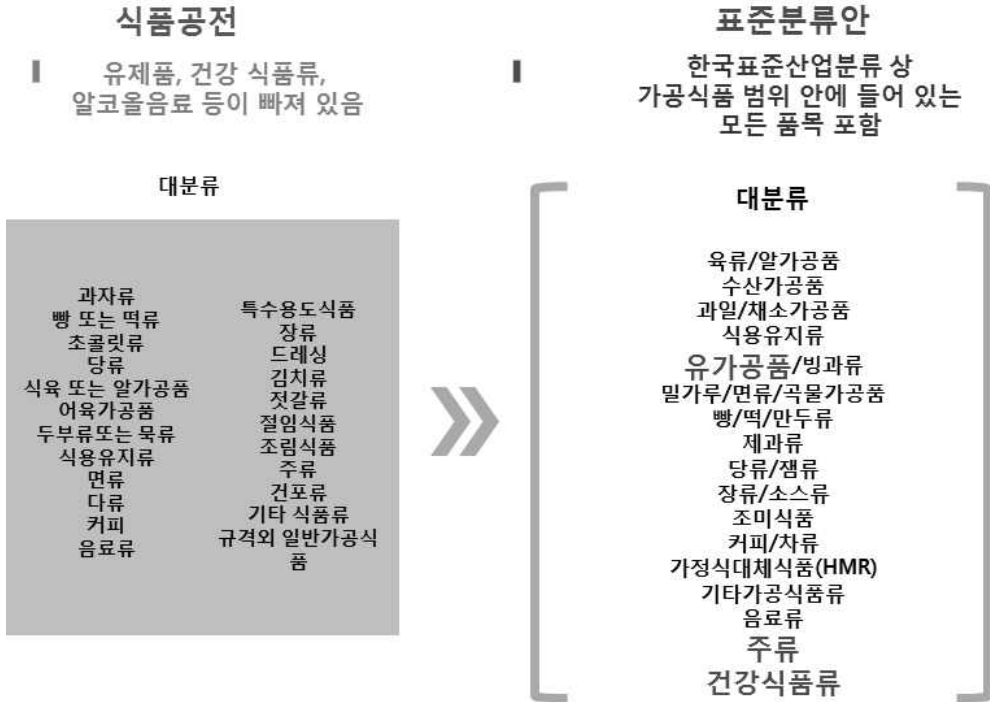 식품공전
유제품, 건강 식품류,
알코올음료 등이 빠져 있음
대분류
과자류
빵 또는 떡류
초콜릿류
당류
식육 또는 알가공품
어육가공품
두부류또는 묵류
식용유지류
면류
다류
커피
음료류
특수용도식품
장류
드레싱
김치류
젓갈류
절임식품
조림식품
주류
건포류
기타 식품류
규격외 일반가공식
품
표준분류안
한국표준산업분류 상
가공식품 범위 안에 들어 있는
모든 품목 포함
대분류
육류/알가공품
수산가공품
과일/채소가공품
식용유지류
유가공품/빙과류
밀가루/면류/곡물가공품
빵/떡/만두류
제과류
당류/잼류
장류/소스류
조미식품
커피/차류
가정식대체식품(HMR)
기타가공식품류
음료류
주류
건강식품류